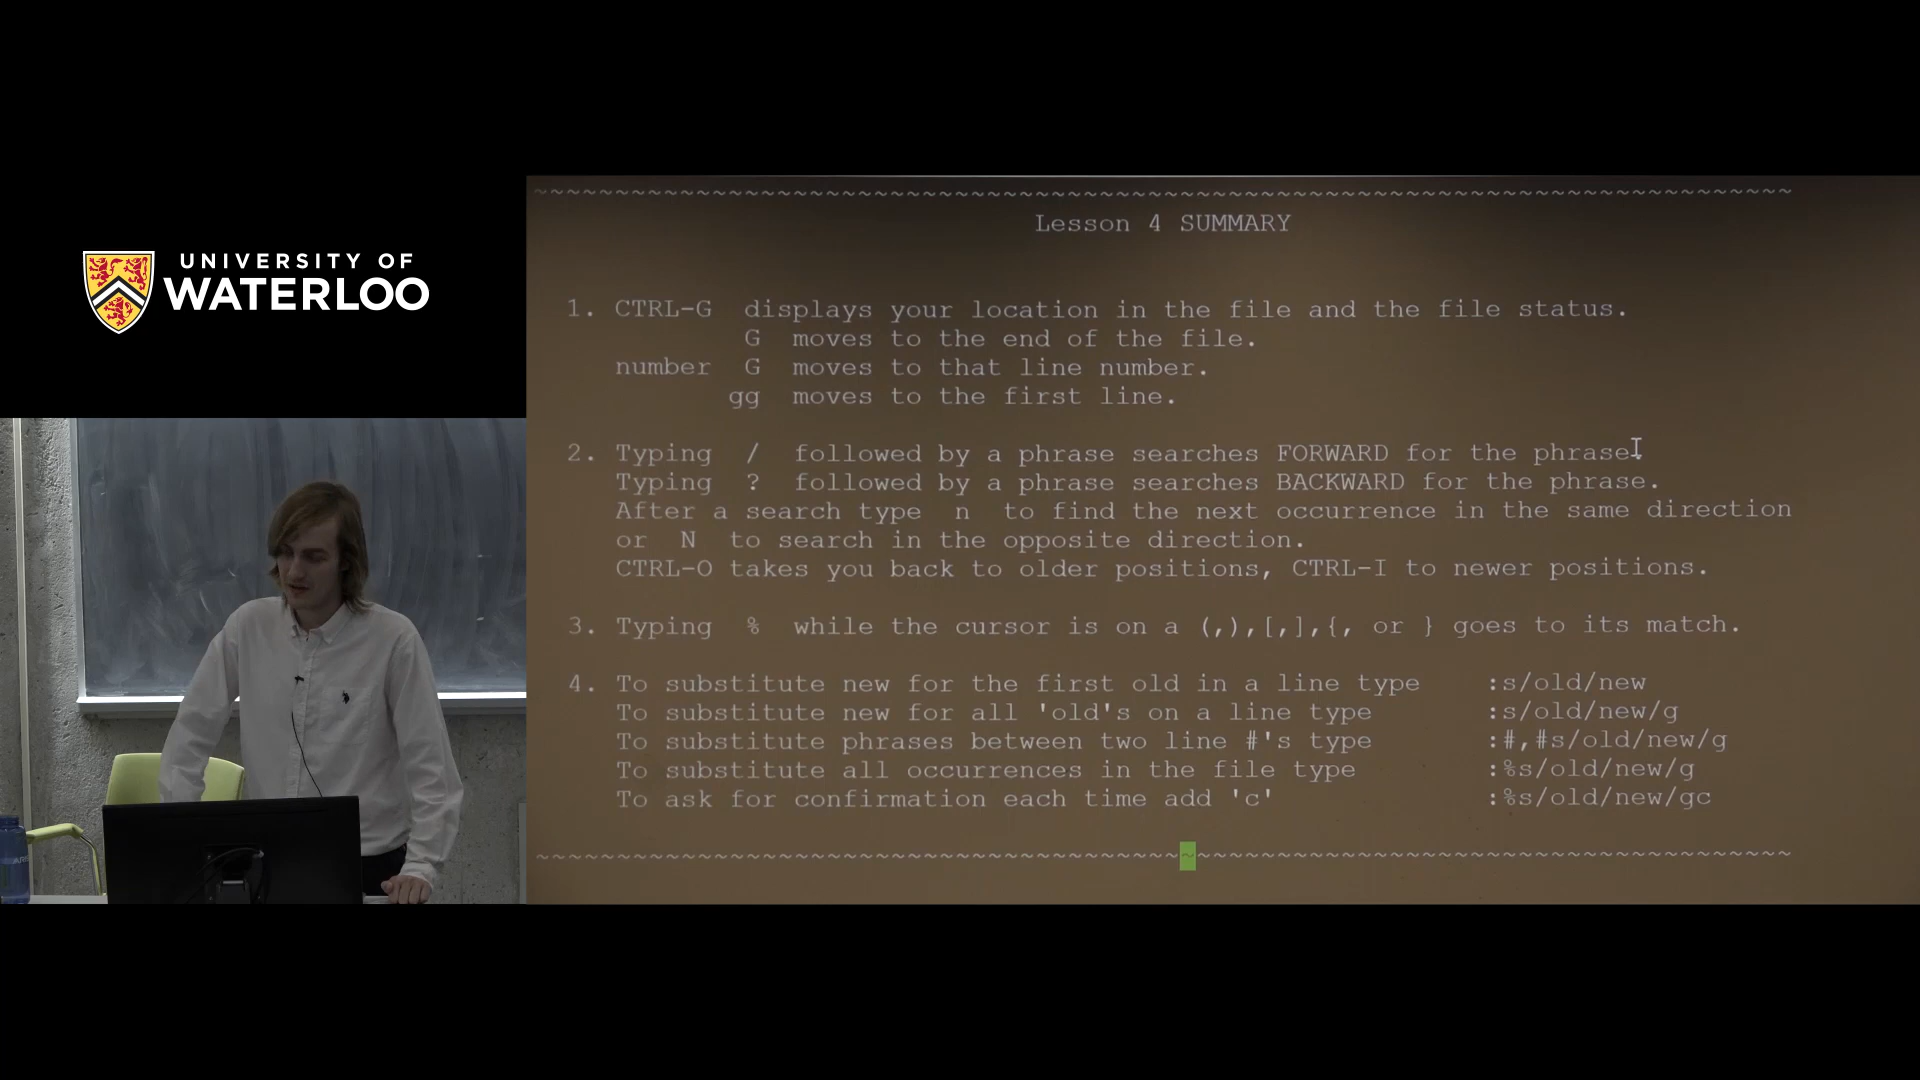 UNIVERSITY OF
WATERLOO
~~~~~~~~~~~~~~~~~~~~~~~~~~~~~~~~~~~~~~~~~~~~~~~~~~~~~~~~~~~~~~~~~~~~~~~~~~~~~~
Lesson 4 SUMMARY
1. CTRL-G displays your location in the file and the file status.
G moves to the end of the file.
number G moves to that line number.
gg moves to the first line.
2. Typing / followed by a phrase searches FORWARD for the phrase.
Typing ? followed by a phrase searches BACKWARD for the phrase.
After a search type n to find the next occurrence in the same direction
or N to search in the opposite direction.
CTRL-O takes you back to older positions, CTRL-I to newer positions.
3. Typing % while the cursor is on a (,),[,],{, or } goes to its match.
4. To substitute new for the first old in a line type :s/old/new
To substitute new for all 'old's on a line type :s/old/new/g
To substitute phrases between two line #'s type :#,#s/old/new/g
To substitute all occurrences in the file type :%s/old/new/g
To ask for confirmation each time add 'c' :%s/old/new/gc
~~~~~~~~~~~~~~~~~~~~~~~~~~~~~~~~~~~~~~~~~~~~~~~~~~~~~~~~~~~~~~~~~~~~~~~~~~~~~~